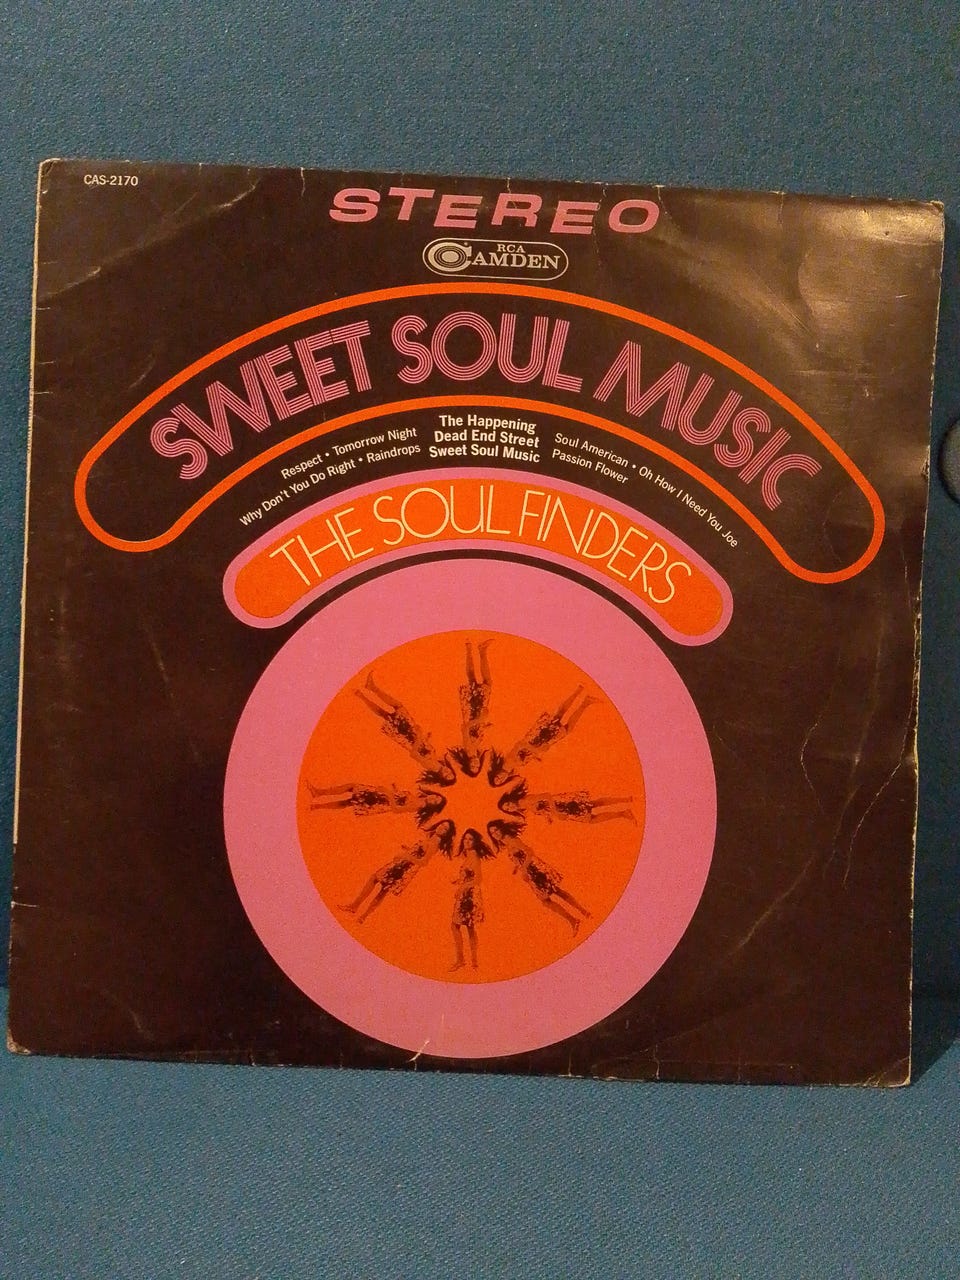 CAS-2170
STEREO
RCA
CAMDEN
SWEET SOUL MUSIC
Respect • Tomorrow Night
Why Don't You Do Right • Raindrops
The Happening
Dead End Street
Sweet Soul Music
Soul American • Oh How I Need You Joe
Passion Flower
THE SOUL FINDERS